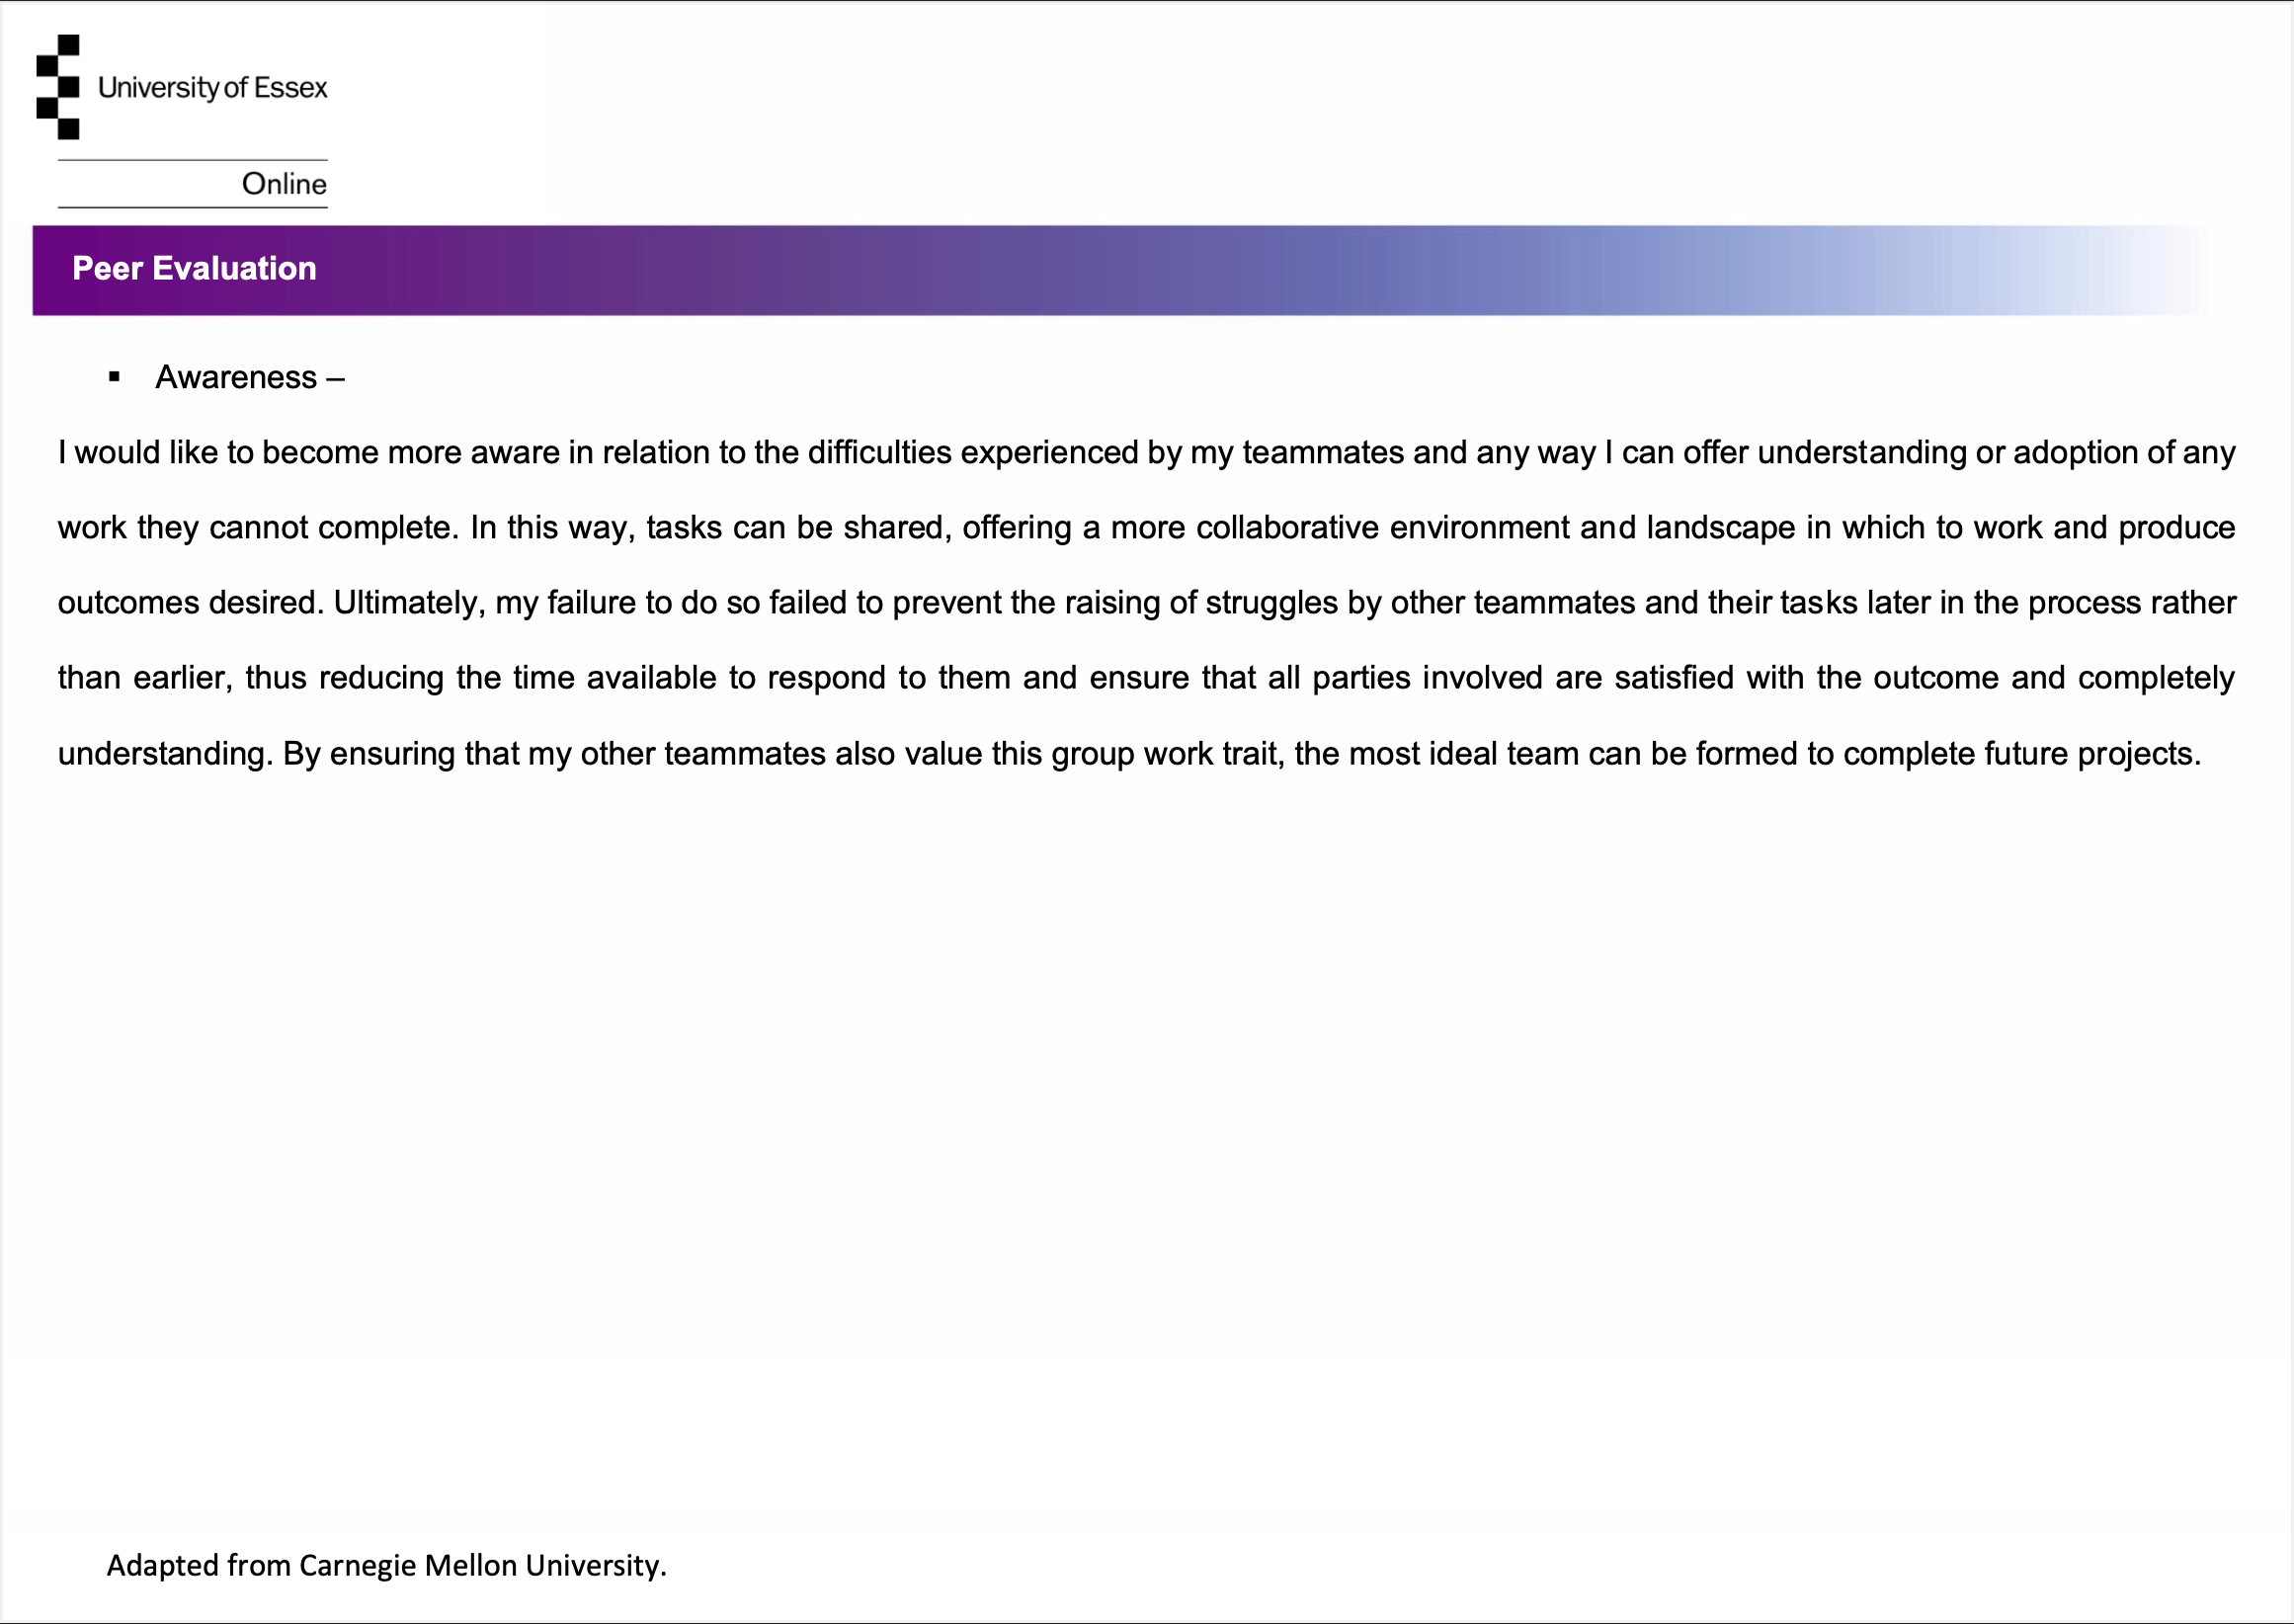 University of Essex
Online
Peer Evaluation
▪ Awareness –
I would like to become more aware in relation to the difficulties experienced by my teammates and any way I can offer understanding or adoption of any
work they cannot complete. In this way, tasks can be shared, offering a more collaborative environment and landscape in which to work and produce
outcomes desired. Ultimately, my failure to do so failed to prevent the raising of struggles by other teammates and their tasks later in the process rather
than earlier, thus reducing the time available to respond to them and ensure that all parties involved are satisfied with the outcome and completely
understanding. By ensuring that my other teammates also value this group work trait, the most ideal team can be formed to complete future projects.
Adapted from Carnegie Mellon University.